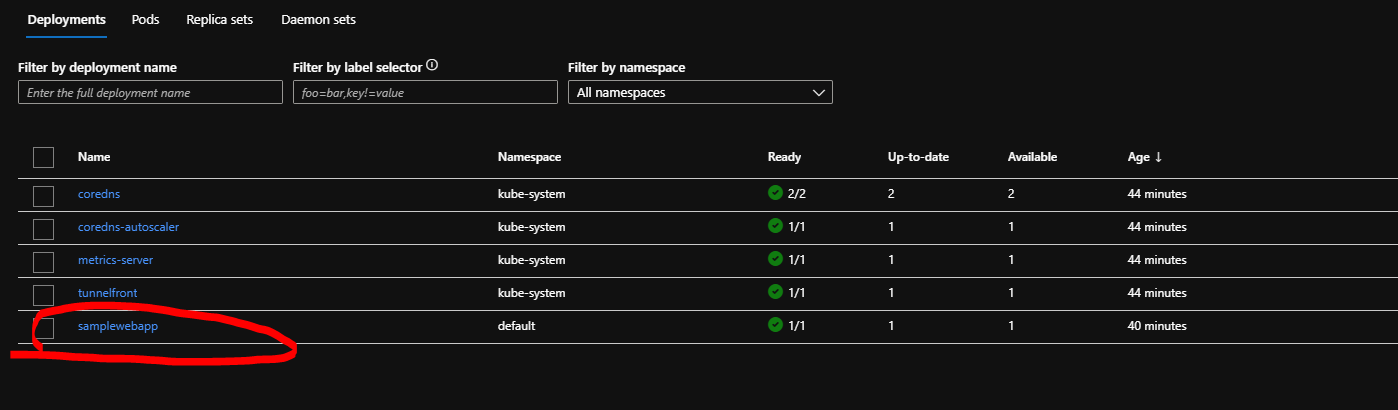 Deployments Pods Replica sets Daemon sets
Filter by deployment name Filter by label selector Filter by namespace
Enter the full deployment name foo=bar,key!=value All namespaces
Name Namespace Ready Up-to-date Available Age ↓
coredns kube-system 2/2 2 2 44 minutes
coredns-autoscaler kube-system 1/1 1 1 44 minutes
metrics-server kube-system 1/1 1 1 44 minutes
tunnelfront kube-system 1/1 1 1 44 minutes
samplewebapp default 1/1 1 1 40 minutes